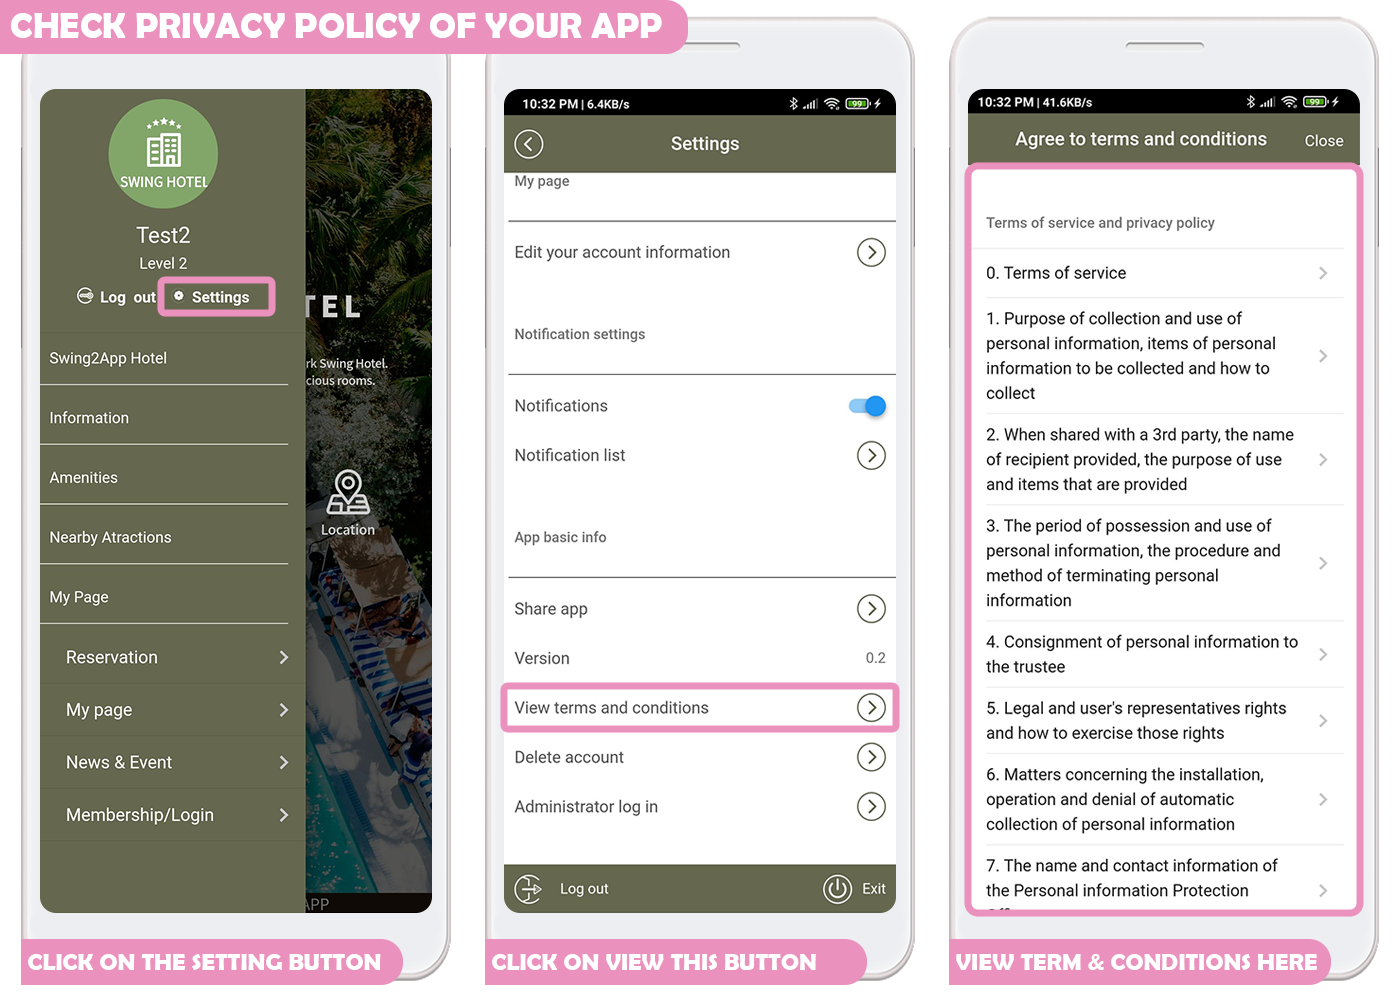 CHECK PRIVACY POLICY OF YOUR APP
SWING HOTEL
Test2
Level 2
Log out
Settings
Swing2App Hotel
Information
Amenities
Nearby Atractions
My Page
Reservation
My page
News & Event
Membership/Login
TEL
rk Swing Hotel.
cious rooms.
Location
APP
CLICK ON THE SETTING BUTTON
10:32 PM | 6.4KB/s
99
Settings
My page
Edit your account information
Notification settings
Notifications
Notification list
App basic info
Share app
Version 0.2
View terms and conditions
Delete account
Administrator log in
Log out
Exit
CLICK ON VIEW THIS BUTTON
10:32 PM | 41.6KB/s
99
Agree to terms and conditions
Close
Terms of service and privacy policy
0. Terms of service
1. Purpose of collection and use of
personal information, items of personal
information to be collected and how to
collect
2. When shared with a 3rd party, the name
of recipient provided, the purpose of use
and items that are provided
3. The period of possession and use of
personal information, the procedure and
method of terminating personal
information
4. Consignment of personal information to
the trustee
5. Legal and user's representatives rights
and how to exercise those rights
6. Matters concerning the installation,
operation and denial of automatic
collection of personal information
7. The name and contact information of
the Personal information Protection
VIEW TERM & CONDITIONS HERE